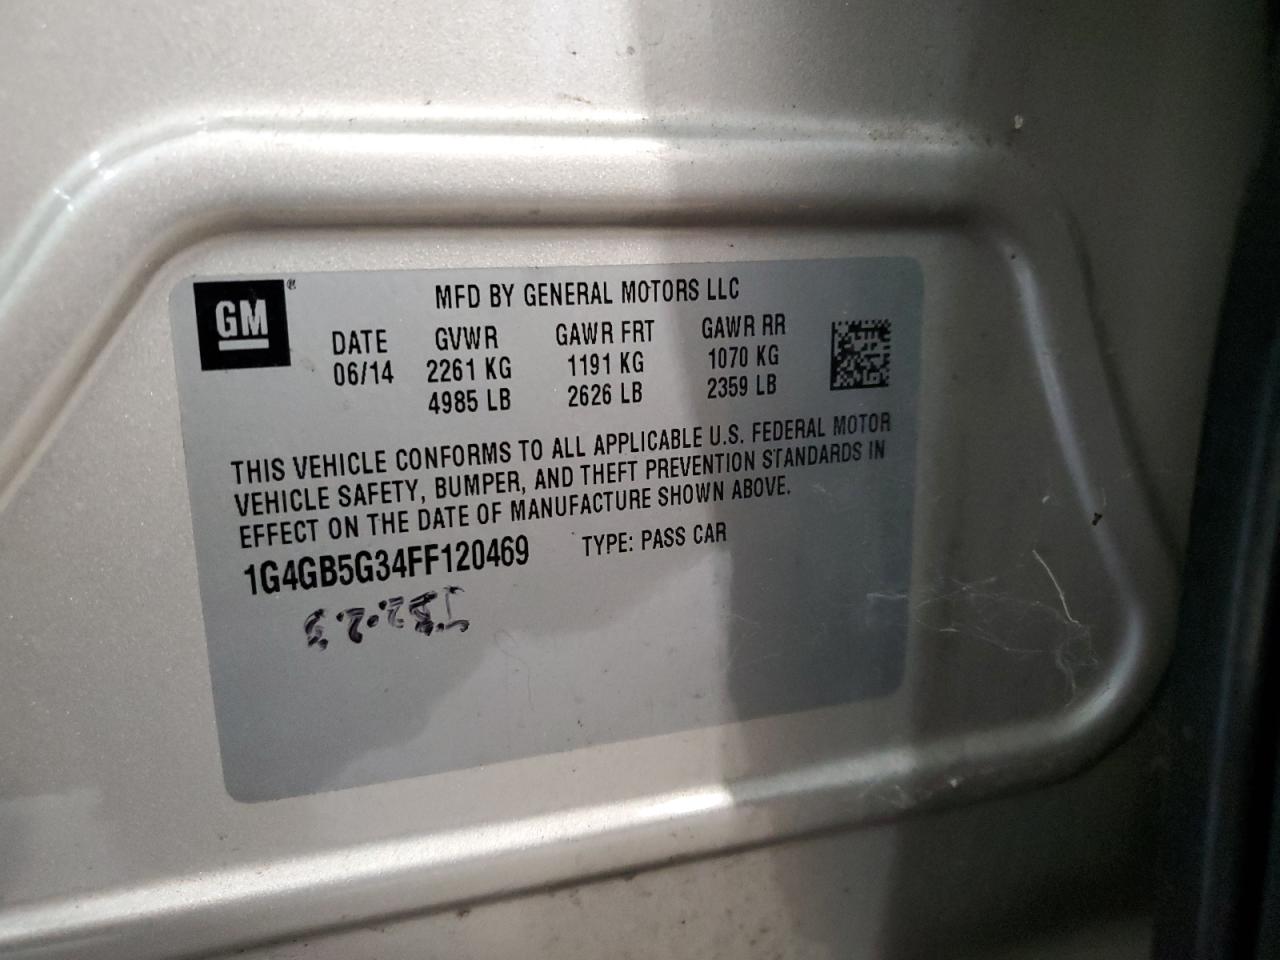 GM®
MFD BY GENERAL MOTORS LLC
DATE GVWR GAWR FRT GAWR RR
06/14 2261 KG 1191 KG 1070 KG
4985 LB 2626 LB 2359 LB
THIS VEHICLE CONFORMS TO ALL APPLICABLE U.S. FEDERAL MOTOR
VEHICLE SAFETY, BUMPER, AND THEFT PREVENTION STANDARDS IN
EFFECT ON THE DATE OF MANUFACTURE SHOWN ABOVE.
1G4GB5G34FF120469 TYPE: PASS CAR